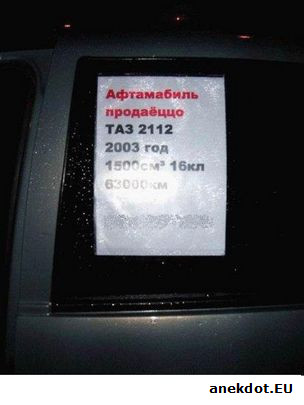 Афтамабиль
продаёццо
ТАЗ 2112
2003 год
1500см³ 16кл
63000км
anekdot.EU